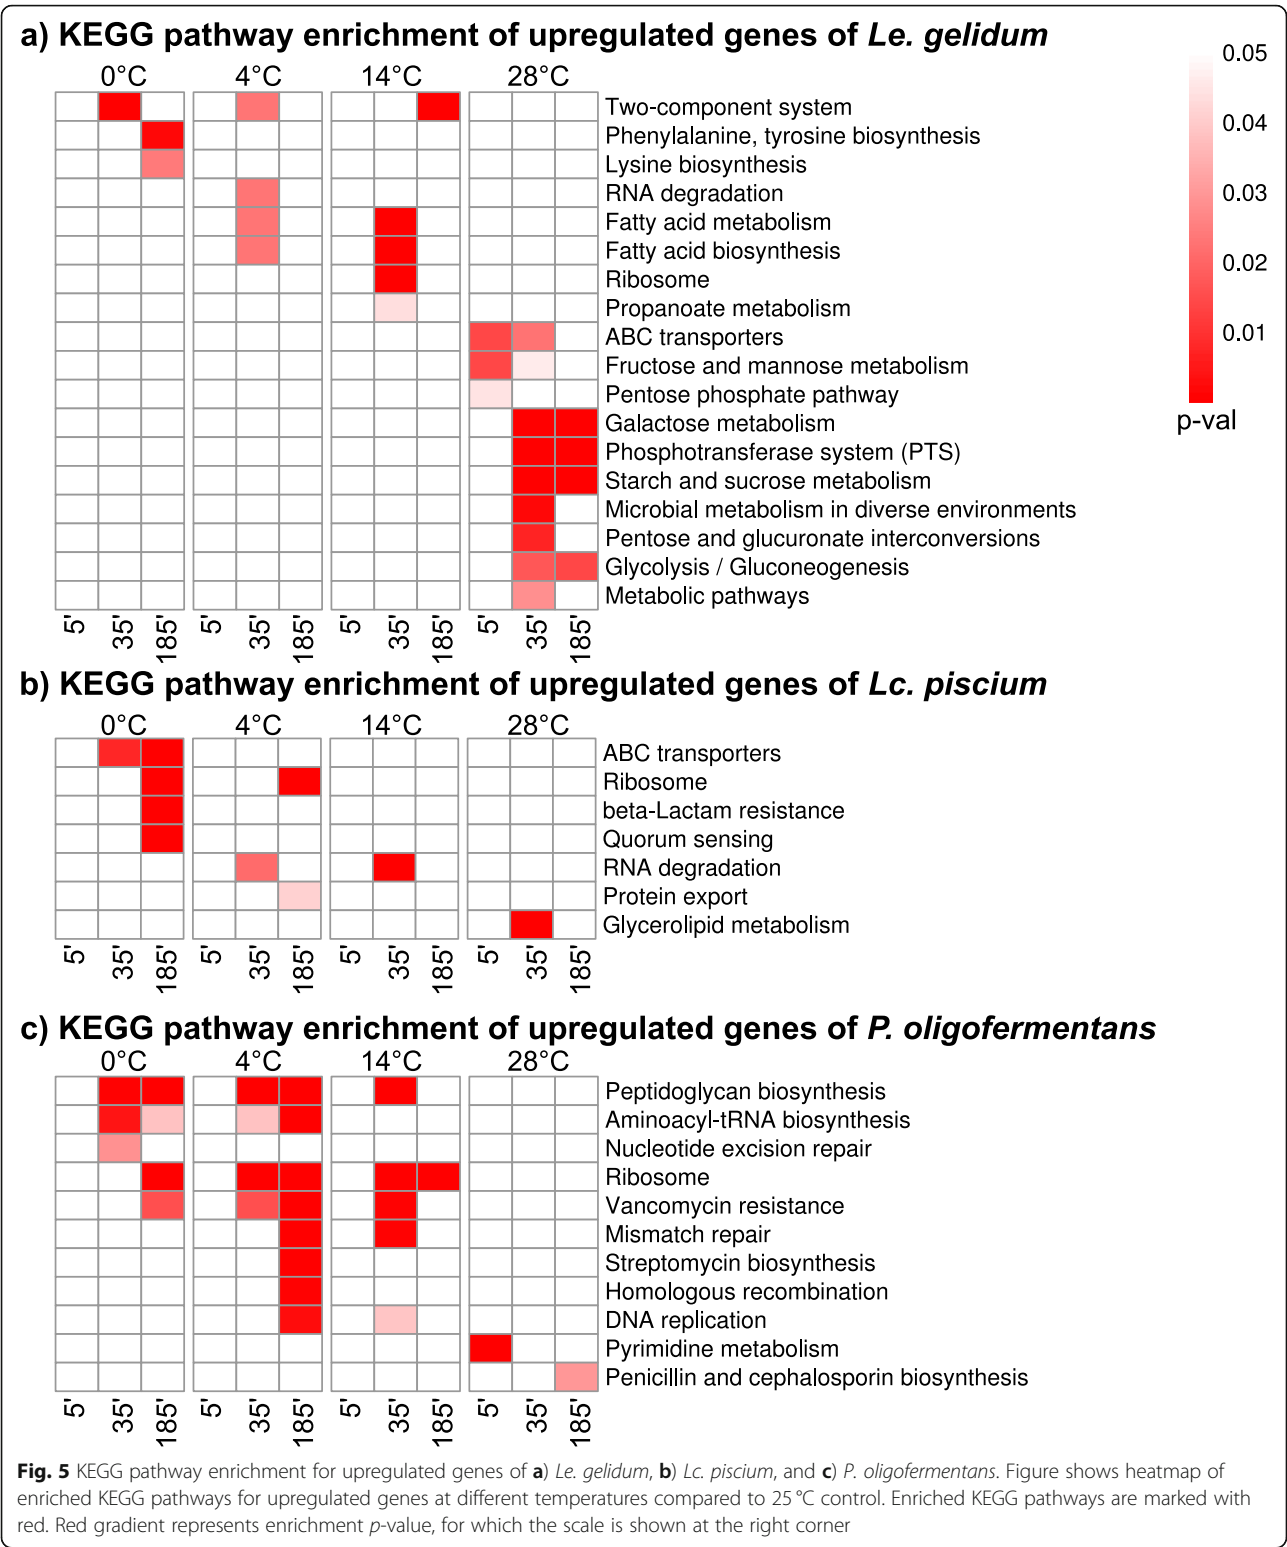 a) KEGG pathway enrichment of upregulated genes of Le. gelidum
0°C 4°C 14°C 28°C
Two-component system
Phenylalanine, tyrosine biosynthesis
Lysine biosynthesis
RNA degradation
Fatty acid metabolism
Fatty acid biosynthesis
Ribosome
Propanoate metabolism
ABC transporters
Fructose and mannose metabolism
Pentose phosphate pathway
Galactose metabolism
Phosphotransferase system (PTS)
Starch and sucrose metabolism
Microbial metabolism in diverse environments
Pentose and glucuronate interconversions
Glycolysis / Gluconeogenesis
Metabolic pathways
5' 35' 185' 5' 35' 185' 5' 35' 185' 5' 35' 185'
0.05
0.04
0.03
0.02
0.01
p-val
b) KEGG pathway enrichment of upregulated genes of Lc. piscium
0°C 4°C 14°C 28°C
ABC transporters
Ribosome
beta-Lactam resistance
Quorum sensing
RNA degradation
Protein export
Glycerolipid metabolism
5' 35' 185' 5' 35' 185' 5' 35' 185' 5' 35' 185'
c) KEGG pathway enrichment of upregulated genes of P. oligofermentans
0°C 4°C 14°C 28°C
Peptidoglycan biosynthesis
Aminoacyl-tRNA biosynthesis
Nucleotide excision repair
Ribosome
Vancomycin resistance
Mismatch repair
Streptomycin biosynthesis
Homologous recombination
DNA replication
Pyrimidine metabolism
Penicillin and cephalosporin biosynthesis
5' 35' 185' 5' 35' 185' 5' 35' 185' 5' 35' 185'
Fig. 5 KEGG pathway enrichment for upregulated genes of a) Le. gelidum, b) Lc. piscium, and c) P. oligofermentans. Figure shows heatmap of
enriched KEGG pathways for upregulated genes at different temperatures compared to 25 °C control. Enriched KEGG pathways are marked with
red. Red gradient represents enrichment p-value, for which the scale is shown at the right corner